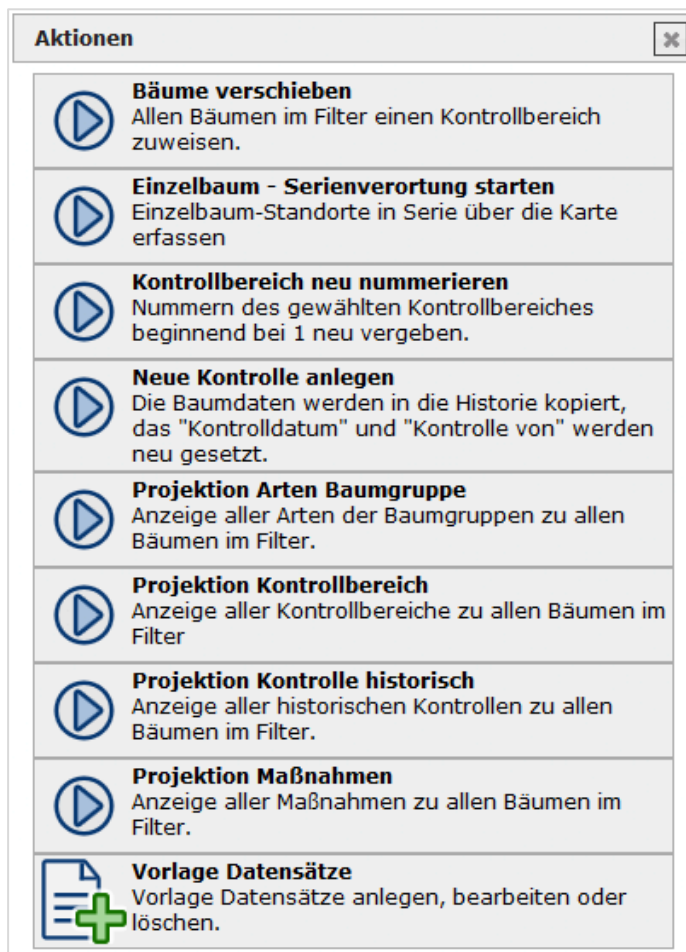 Aktionen
Bäume verschieben
Allen Bäumen im Filter einen Kontrollbereich
zuweisen.
Einzelbaum - Serienverortung starten
Einzelbaum-Standorte in Serie über die Karte
erfassen
Kontrollbereich neu nummerieren
Nummern des gewählten Kontrollbereiches
beginnend bei 1 neu vergeben.
Neue Kontrolle anlegen
Die Baumdaten werden in die Historie kopiert,
das "Kontrolldatum" und "Kontrolle von" werden
neu gesetzt.
Projektion Arten Baumgruppe
Anzeige aller Arten der Baumgruppen zu allen
Bäumen im Filter.
Projektion Kontrollbereich
Anzeige aller Kontrollbereiche zu allen Bäumen im
Filter
Projektion Kontrolle historisch
Anzeige aller historischen Kontrollen zu allen
Bäumen im Filter.
Projektion Maßnahmen
Anzeige aller Maßnahmen zu allen Bäumen im
Filter.
Vorlage Datensätze
Vorlage Datensätze anlegen, bearbeiten oder
löschen.